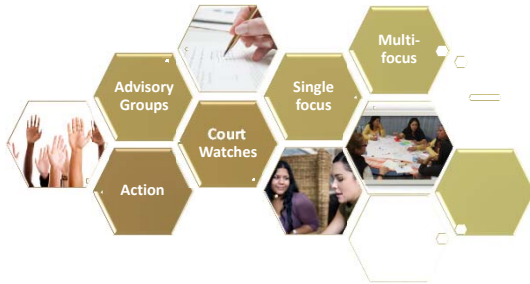 Multi-
focus
Advisory
Groups
Single
focus
Court
Watches
Action